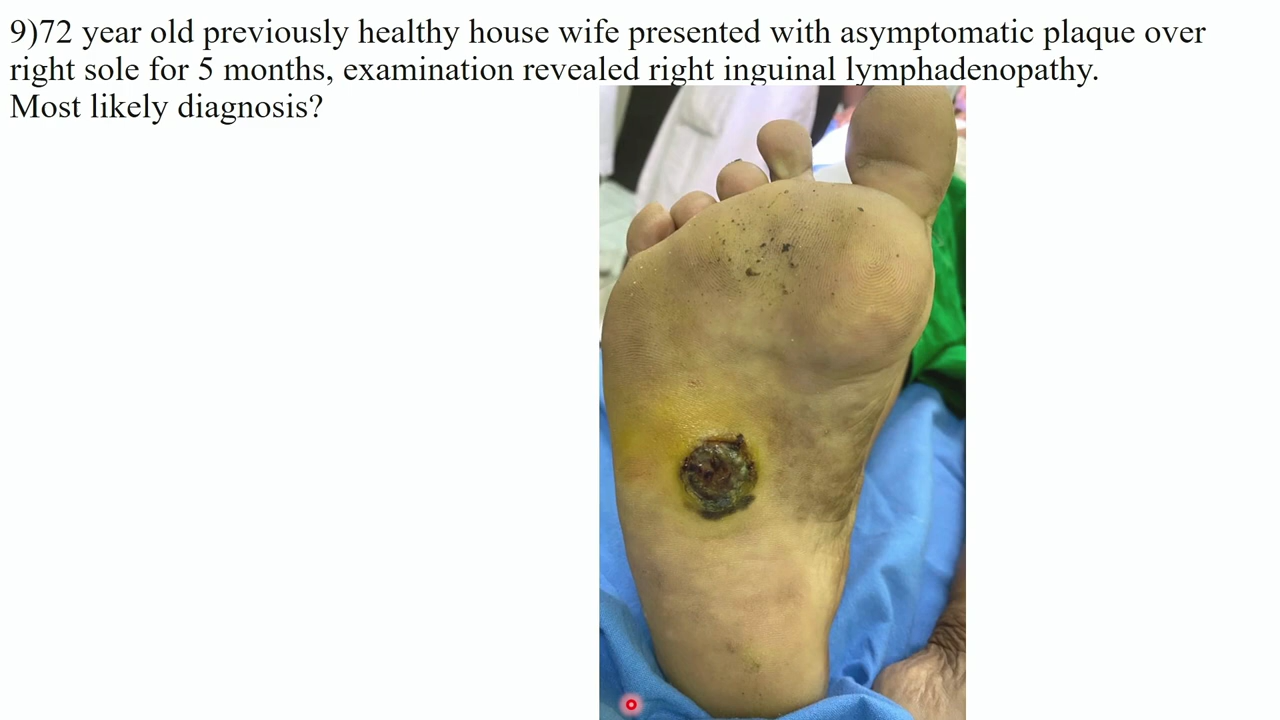 9)72 year old previously healthy house wife presented with asymptomatic plaque over
right sole for 5 months, examination revealed right inguinal lymphadenopathy.
Most likely diagnosis?